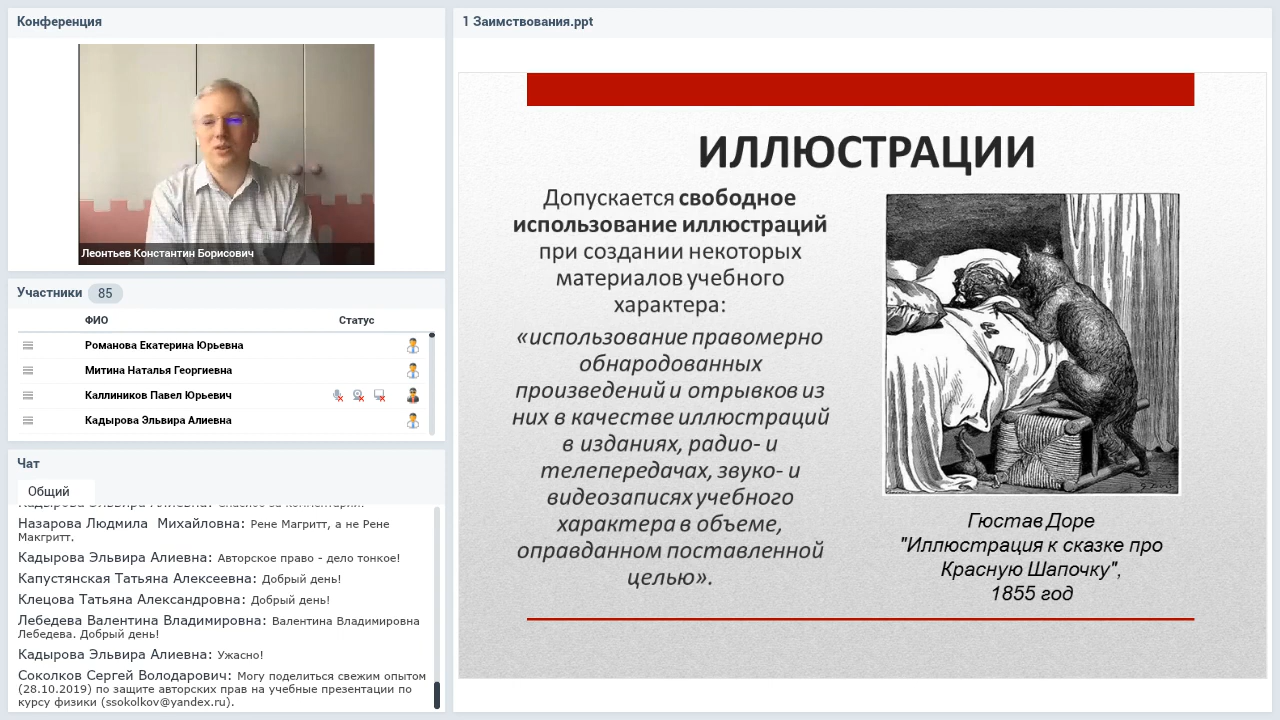 Конференция
Леонтьев Константин Борисович
Участники 85
ФИО Статус
Романова Екатерина Юрьевна
Митина Наталья Георгиевна
Каллиников Павел Юрьевич
Кадырова Эльвира Алиевна
Чат
Общий
Назарова Людмила Михайловна: Рене Магритт, а не Рене
Макгритт.
Кадырова Эльвира Алиевна: Авторское право - дело тонкое!
Капустянская Татьяна Алексеевна: Добрый день!
Клецова Татьяна Александровна: Добрый день!
Лебедева Валентина Владимировна: Валентина Владимировна
Лебедева. Добрый день!
Кадырова Эльвира Алиевна: Ужасно!
Соколков Сергей Володарович: Могу поделиться свежим опытом
(28.10.2019) по защите авторских прав на учебные презентации по
курсу физики (ssokolkov@yandex.ru).
1 Заимствования.ppt
ИЛЛЮСТРАЦИИ
Допускается свободное
использование иллюстраций
при создании некоторых
материалов учебного
характера:
«использование правомерно
обнародованных
произведений и отрывков из
них в качестве иллюстраций
в изданиях, радио- и
телепередачах, звуко- и
видеозаписях учебного
характера в объеме,
оправданном поставленной
целью».
Гюстав Доре
"Иллюстрация к сказке про
Красную Шапочку",
1855 год